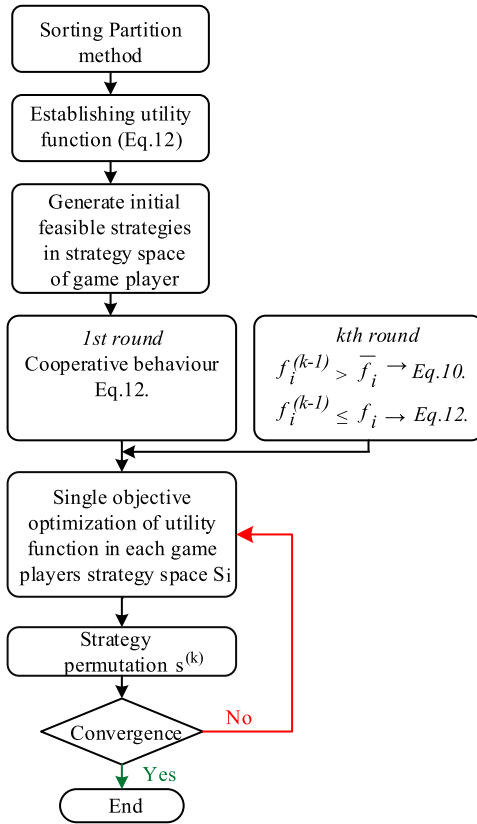 Sorting Partition
method
Establishing utility
function (Eq.12)
Generate initial
feasible strategies
in strategy space
of game player
1st round
Cooperative behaviour
Eq.12.
kth round
f_i^(k-1) > f̅_i → Eq.10.
f_i^(k-1) ≤ f_i → Eq.12.
Single objective
optimization of utility
function in each game
players strategy space Si
Strategy
permutation s^(k)
Convergence
No
Yes
End